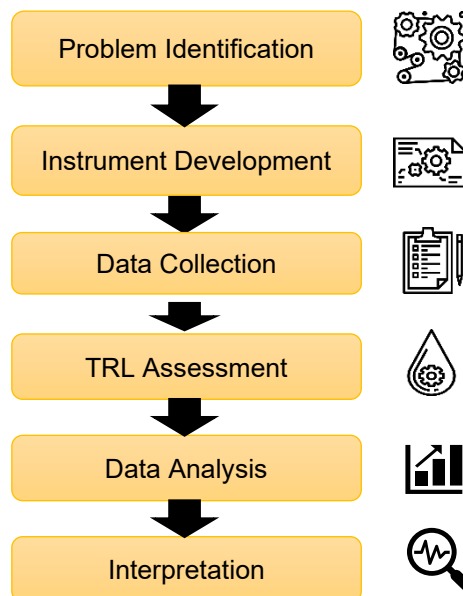 Problem Identification
Instrument Development
Data Collection
TRL Assessment
Data Analysis
Interpretation